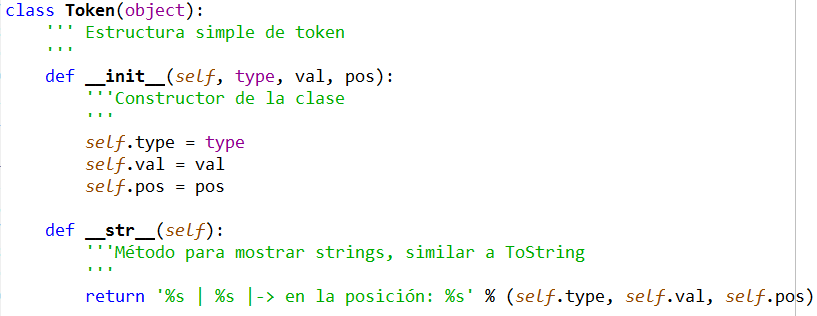 class Token(object):
    ''' Estructura simple de token
    '''
    def __init__(self, type, val, pos):
        '''Constructor de la clase
        '''
        self.type = type
        self.val = val
        self.pos = pos

    def __str__(self):
        '''Método para mostrar strings, similar a ToString
        '''
        return '%s | %s |-> en la posición: %s' % (self.type, self.val, self.pos)